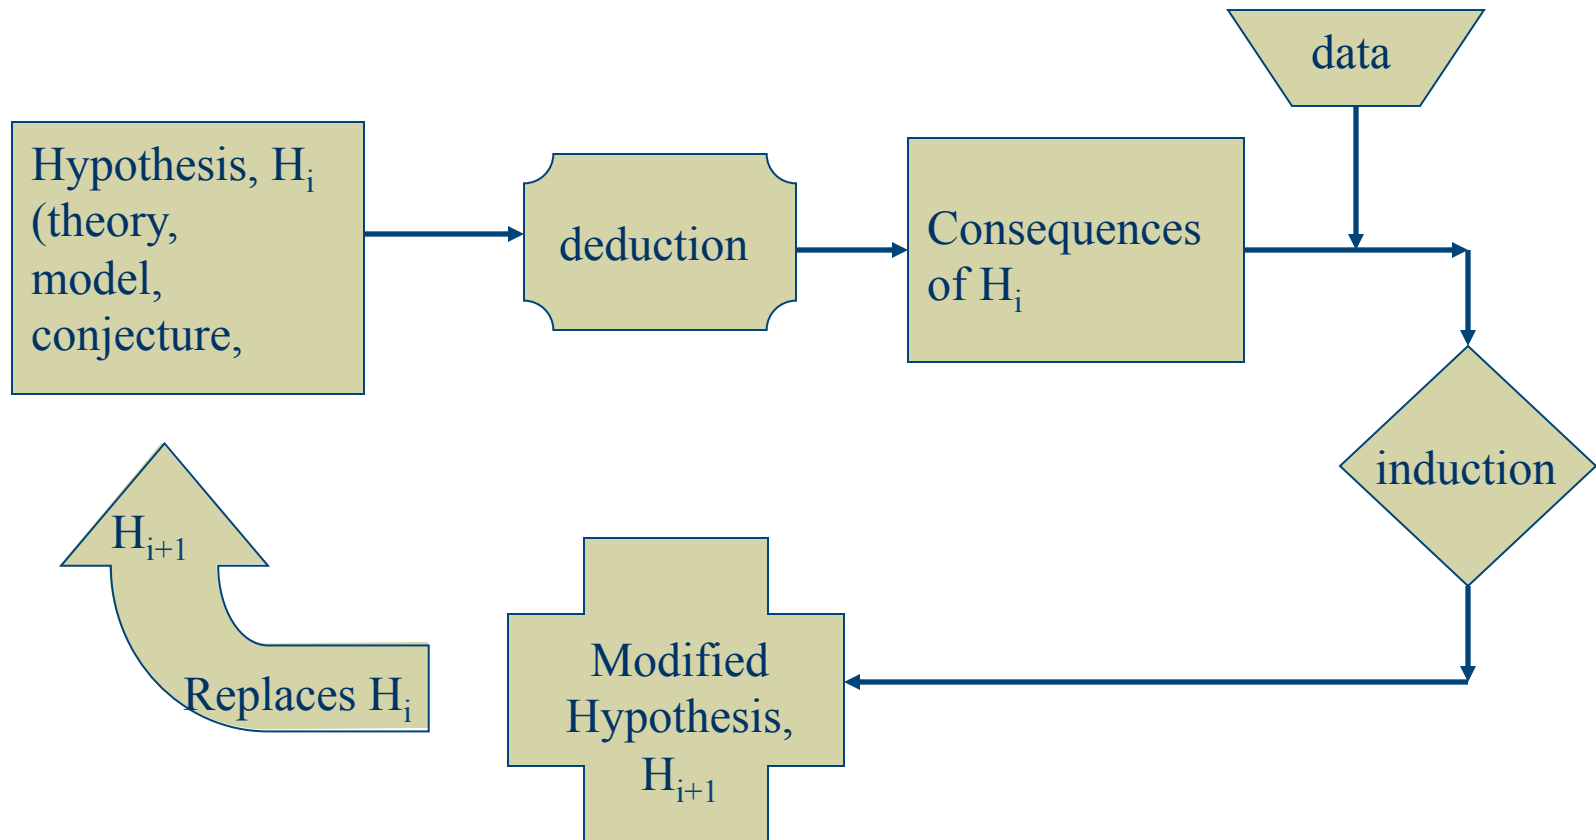 data
Hypothesis, Hᵢ
(theory,
model,
conjecture,
deduction
Consequences
of Hᵢ
induction
Hᵢ₊₁
Replaces Hᵢ
Modified
Hypothesis,
Hᵢ₊₁